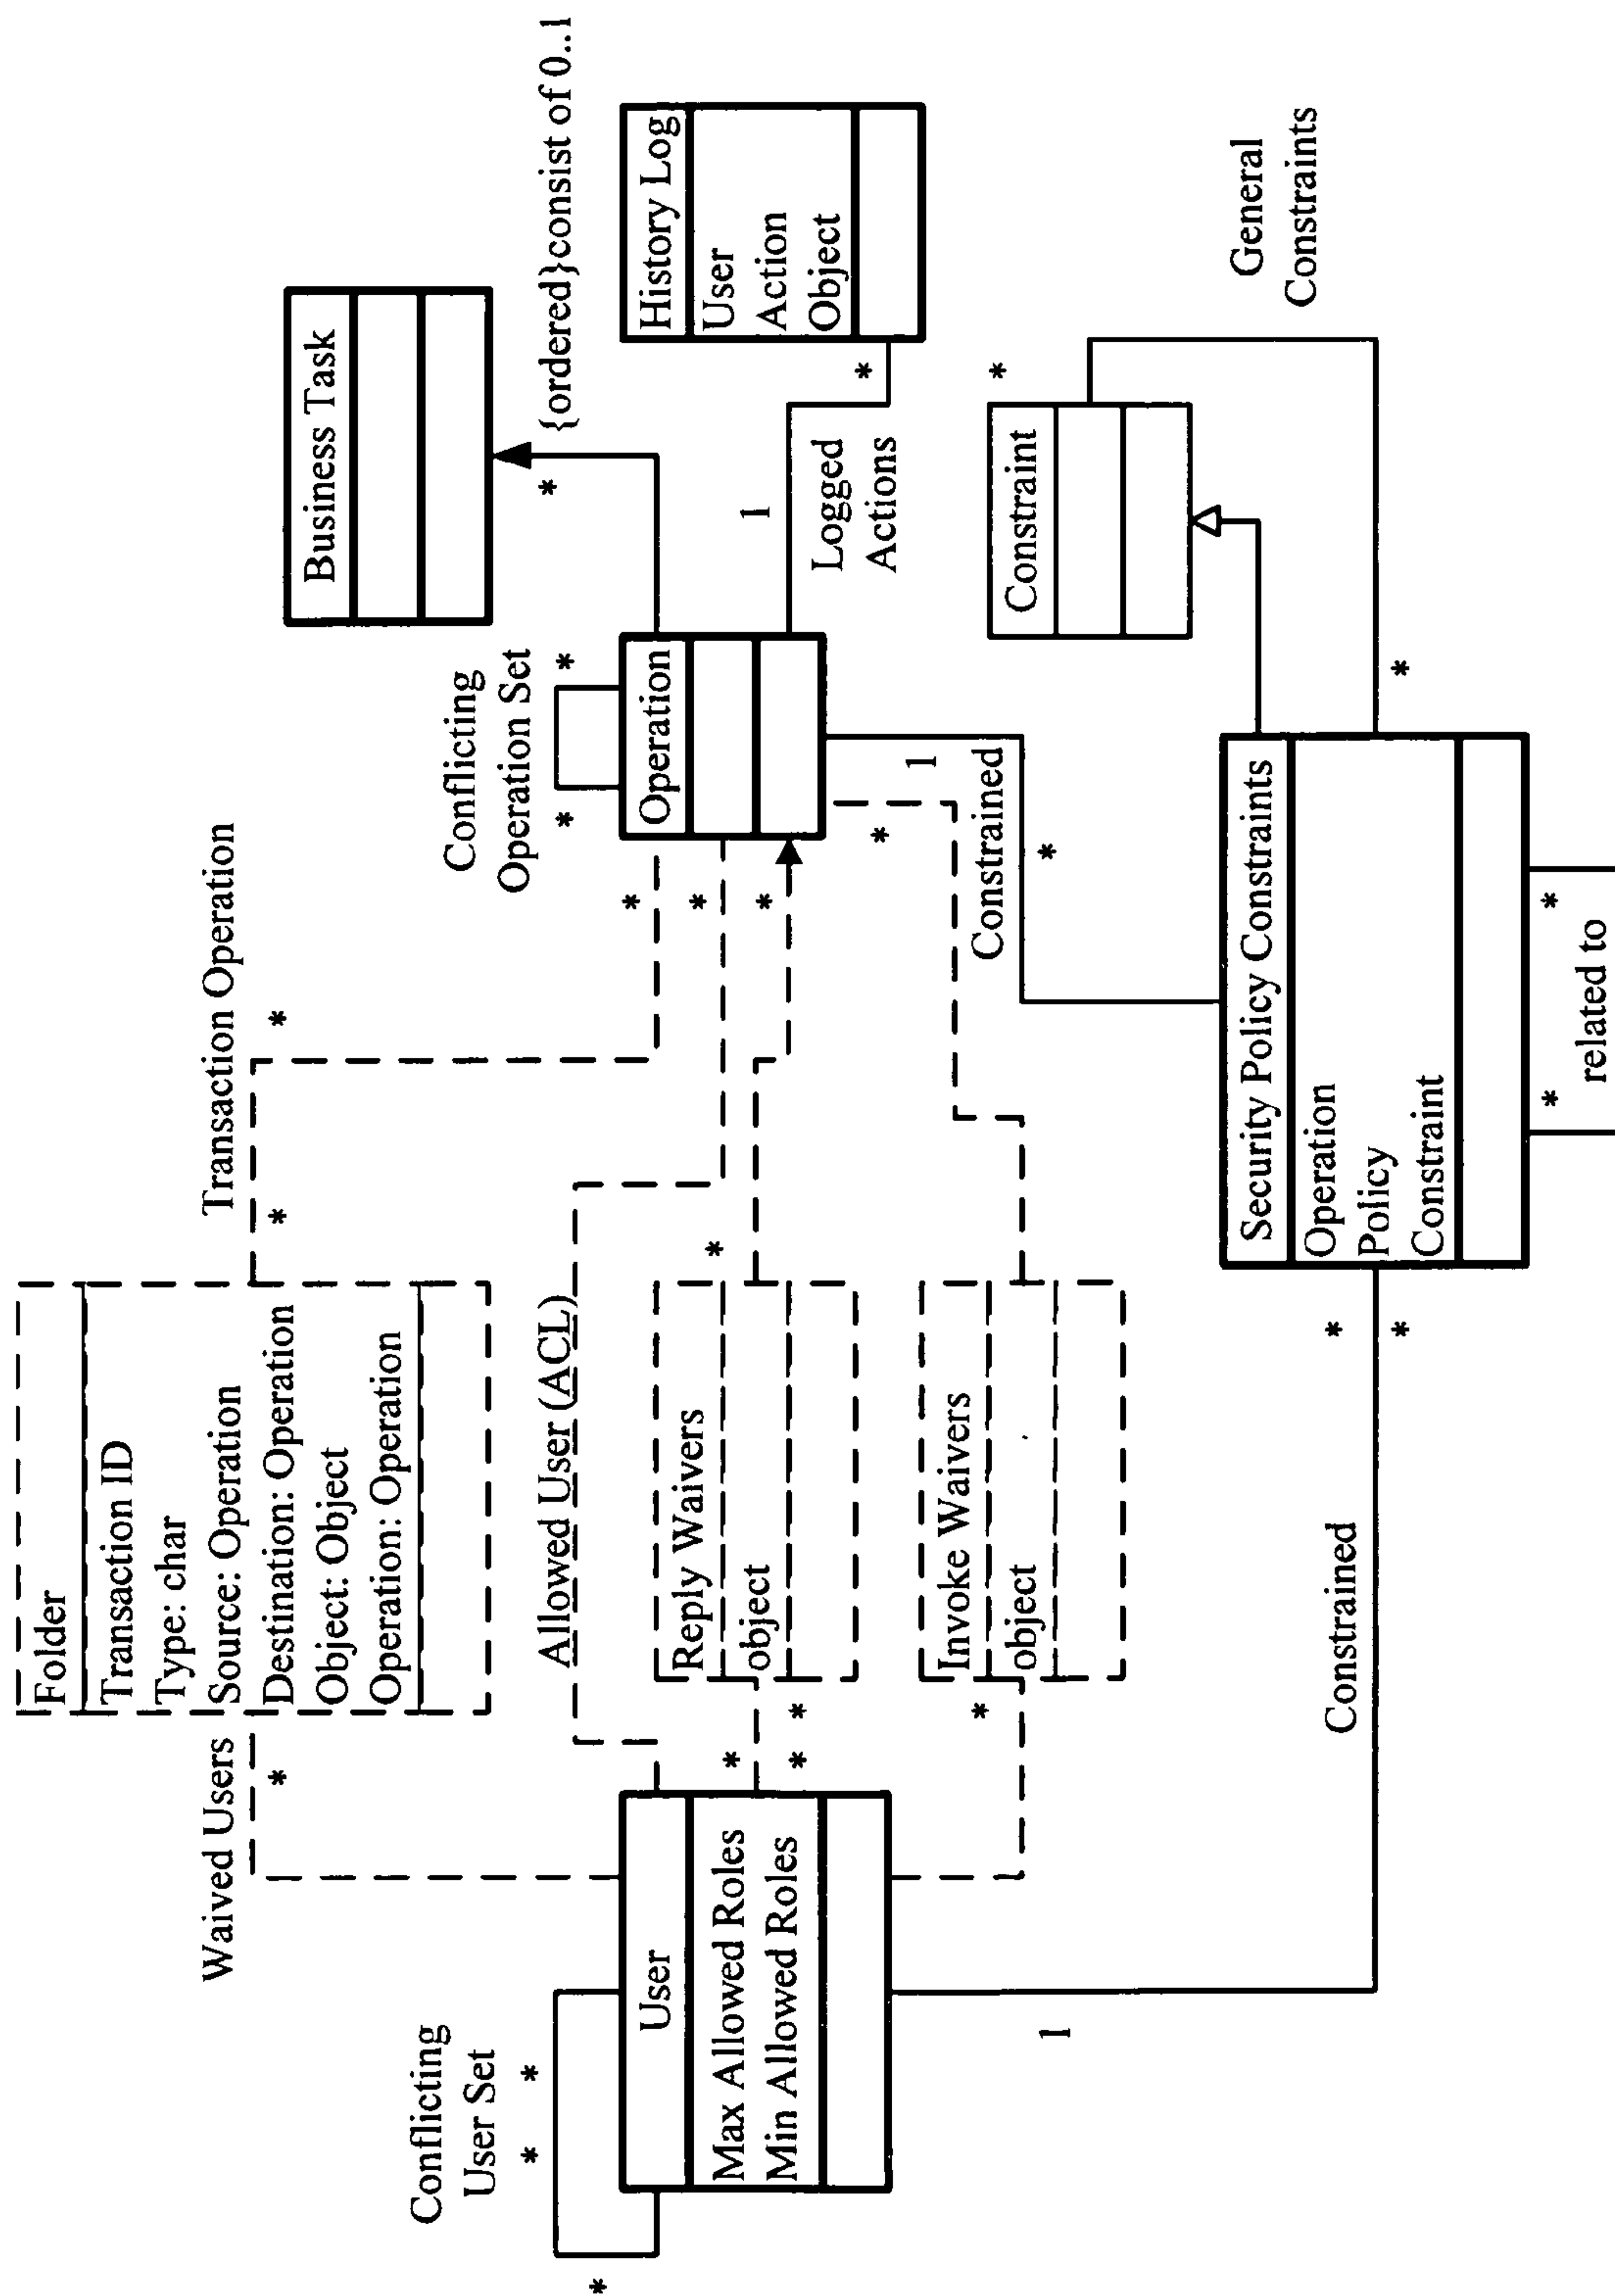 Folder
Transaction ID
Type: char
Source: Operation
Destination: Operation
Object: Object
Operation: Operation
Waived Users
*
*
*
Transaction Operation
Conflicting
User Set
*
*
*
User
Max Allowed Roles
Min Allowed Roles
Allowed User (ACL)
*
*
*
*
Reply Waivers
object
*
*
Invoke Waivers
object
*
*
*
*
Conflicting
Operation Set
*
*
Operation
Business Task
*
{ordered}consist of 0..1
1
Logged
Actions
*
History Log
User
Action
Object
1
Constrained
*
Constraint
*
General
Constraints
*
1
Constrained
*
*
Security Policy Constraints
Operation
Policy
Constraint
*
*
related to